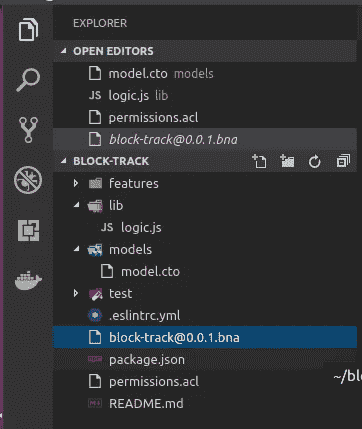 EXPLORER
OPEN EDITORS
model.cto models
JS logic.js lib
permissions.acl
block-track@0.0.1.bna
BLOCK-TRACK
features
lib
JS logic.js
models
model.cto
test
.eslintrc.yml
block-track@0.0.1.bna
package.json
permissions.acl
~/blo
README.md